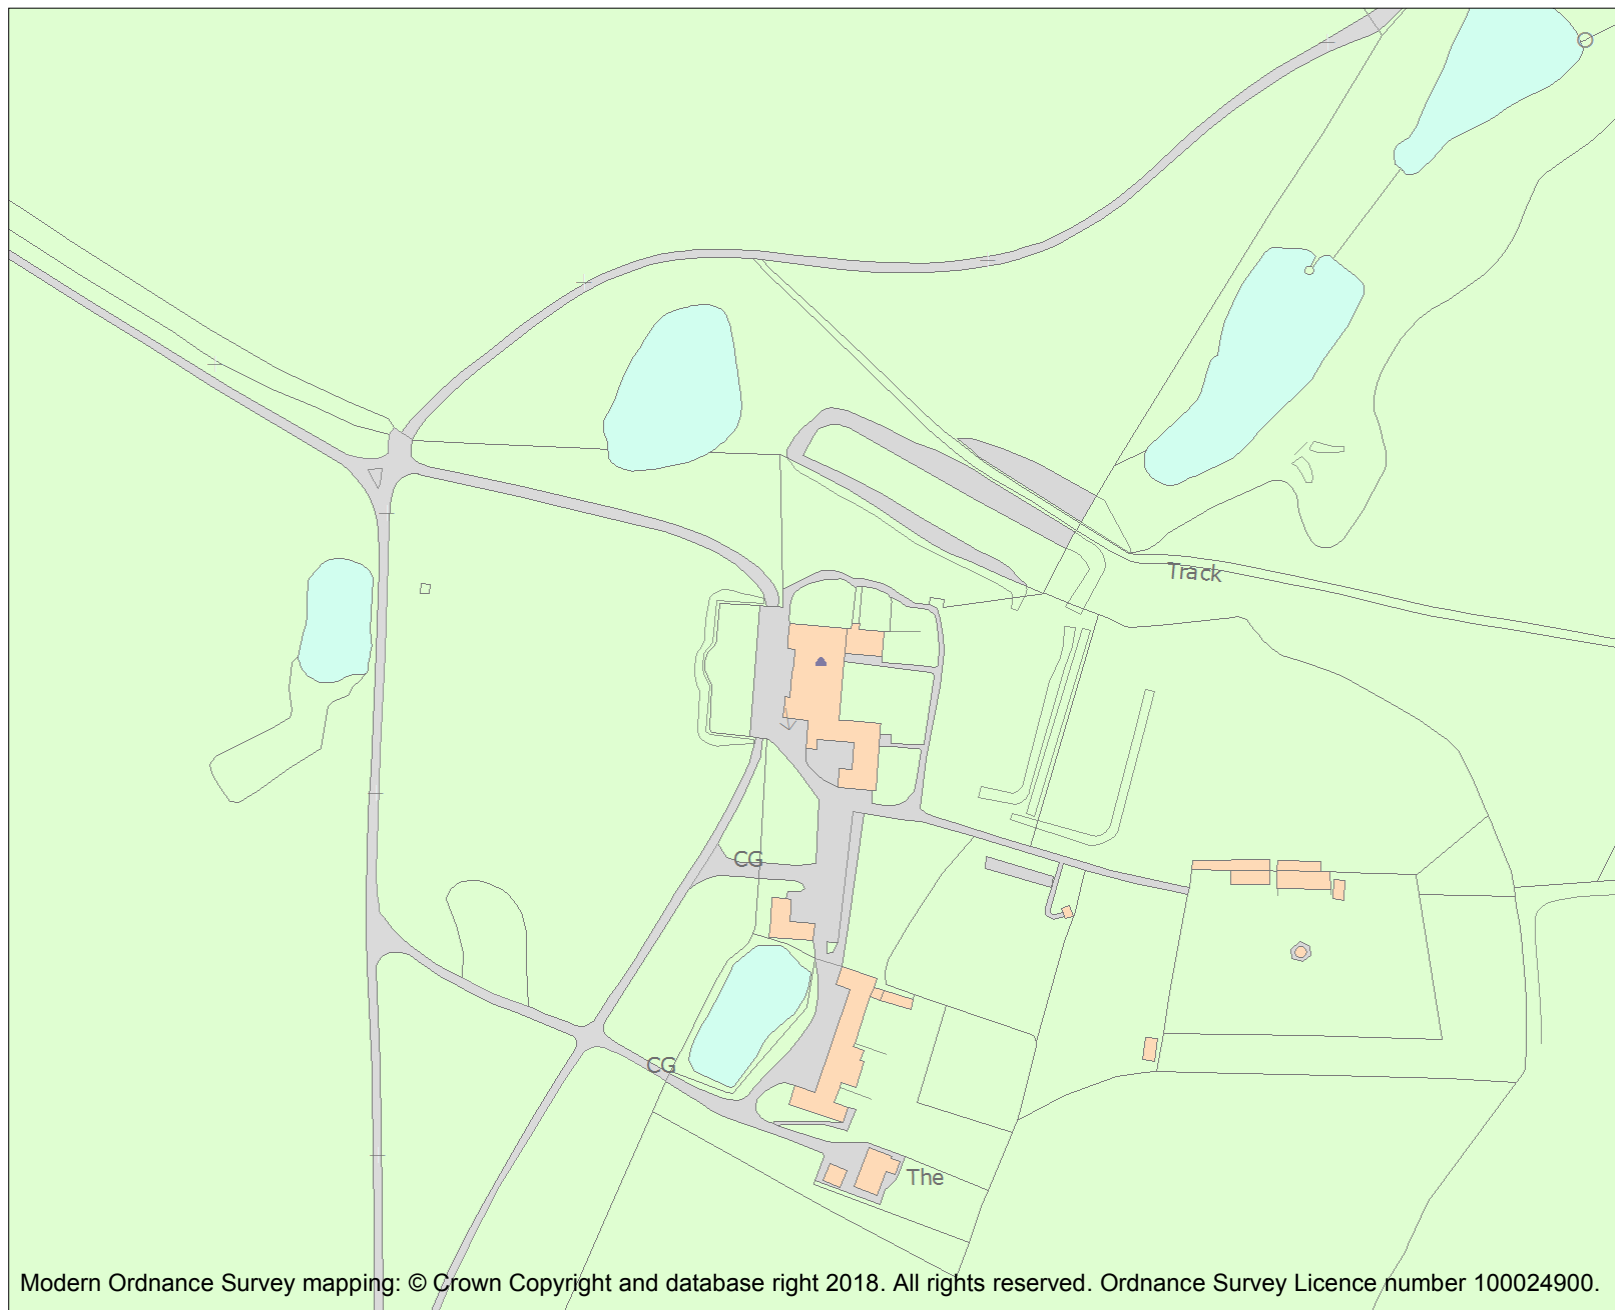 Track
CG
CG
The
Modern Ordnance Survey mapping: © Crown Copyright and database right 2018. All rights reserved. Ordnance Survey Licence number 100024900.